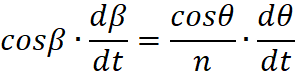 cosβ · dβ/dt = cosθ/n · dθ/dt